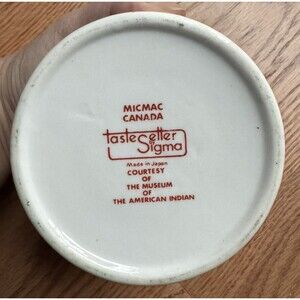 MICMAC
CANADA
taste Setter
Sigma
Made in Japan
COURTESY
OF
THE MUSEUM
OF
THE AMERICAN INDIAN